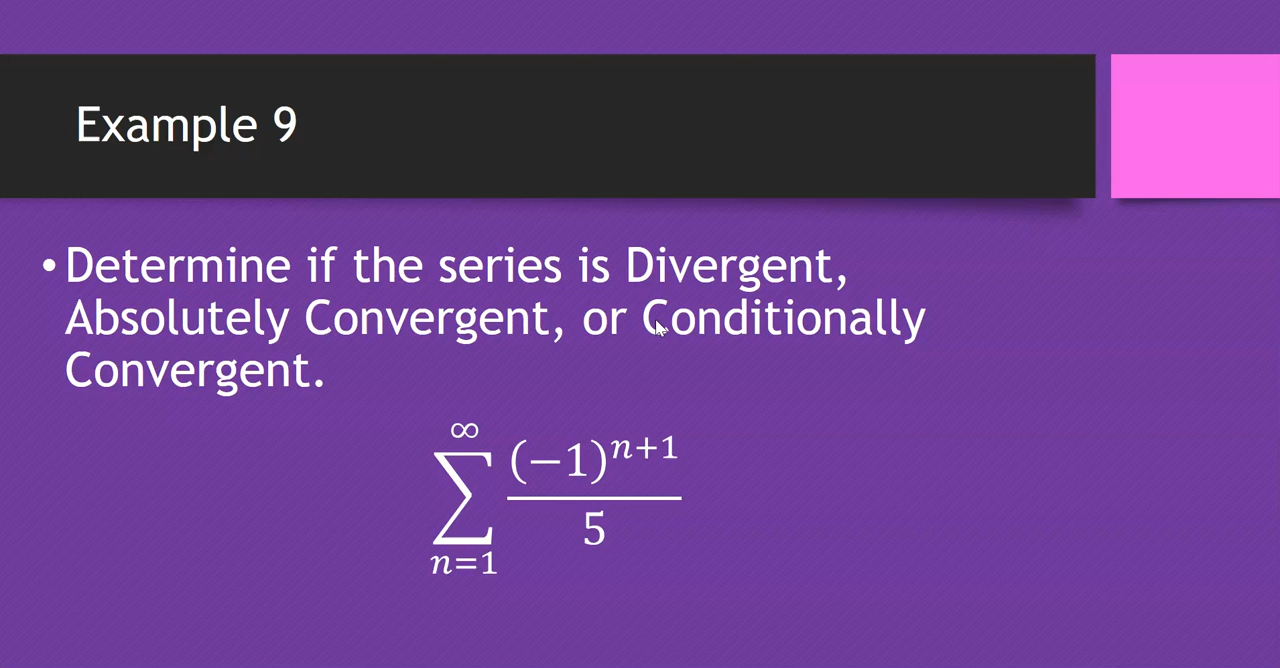 Example 9
•Determine if the series is Divergent,
Absolutely Convergent, or Conditionally
Convergent.
∞
∑ (−1)ⁿ⁺¹
5
n=1